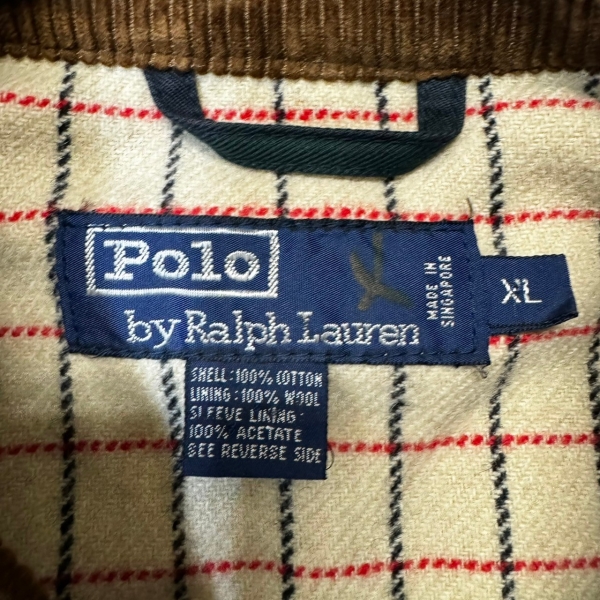 Polo
by Ralph Lauren
MADE IN
SINGAPORE
XL
SHELL: 100% COTTON
LINING: 100% WOOL
SLEEVE LINING:
100% ACETATE
SEE REVERSE SIDE